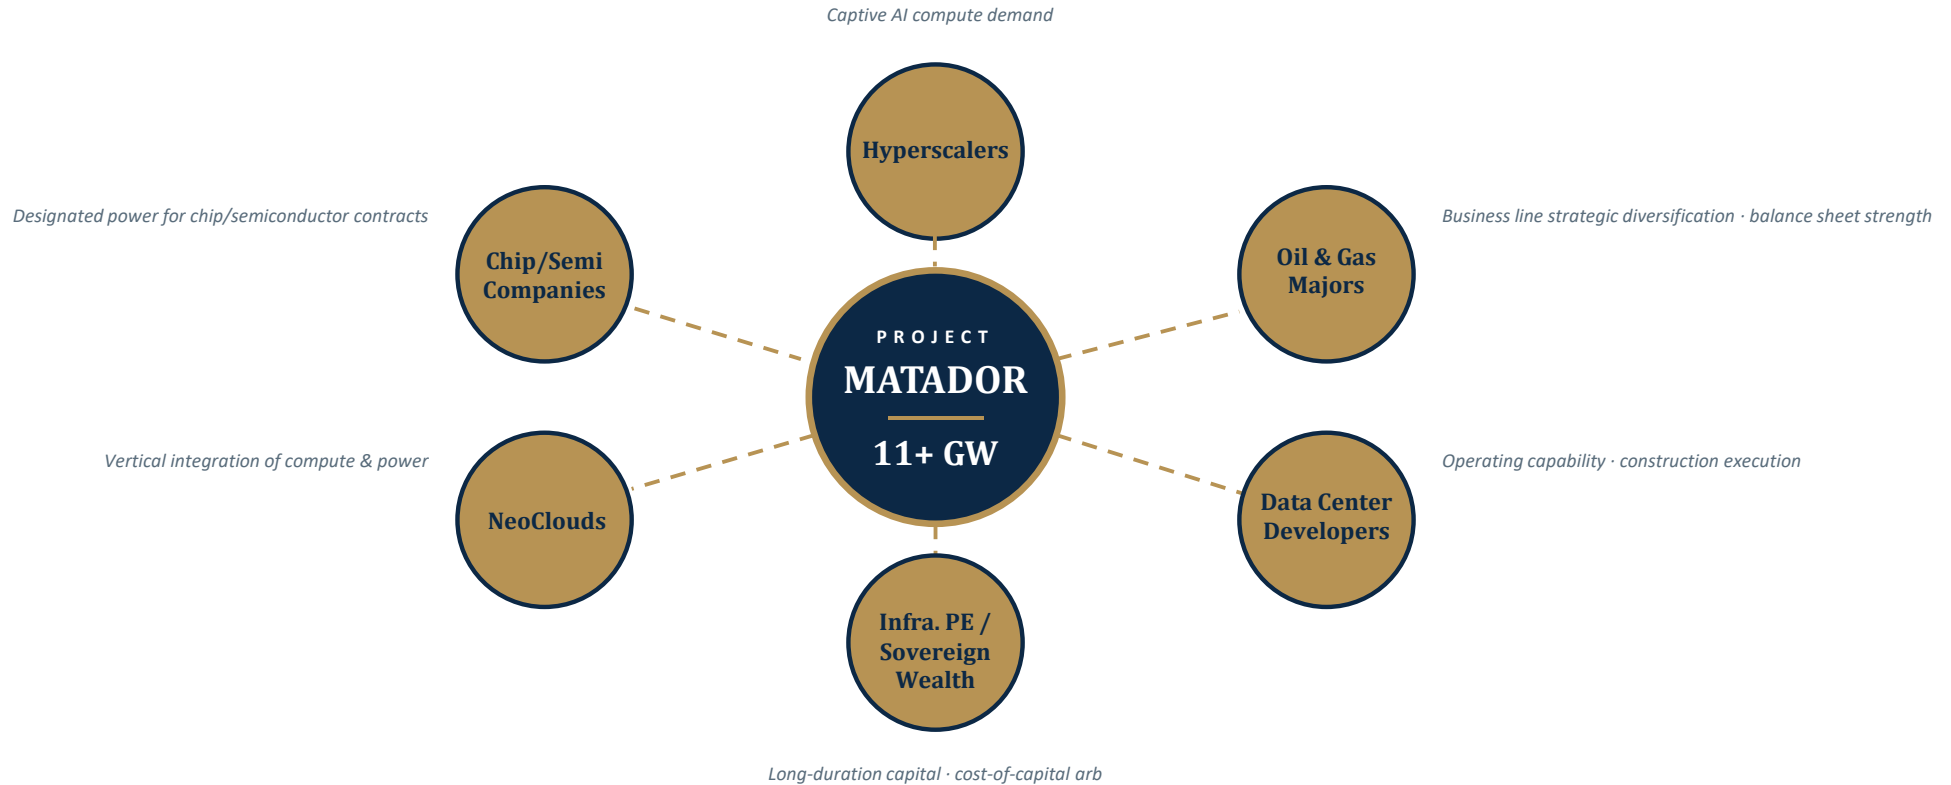 Captive AI compute demand
Hyperscalers
Designated power for chip/semiconductor contracts
Chip/Semi
Companies
Oil & Gas
Majors
Business line strategic diversification · balance sheet strength
PROJECT
MATADOR
11+ GW
Vertical integration of compute & power
NeoClouds
Data Center
Developers
Operating capability · construction execution
Infra. PE /
Sovereign
Wealth
Long-duration capital · cost-of-capital arb